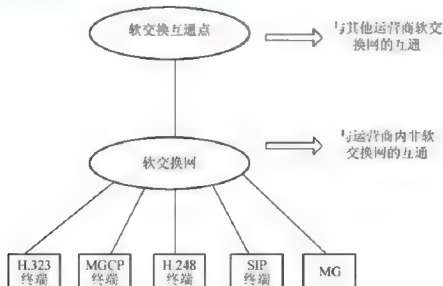 软交换互通点
与其他运营商软交
换网的互通
软交换网
与运营商内非软
交换网的互通
H.323
终端
MGCP
终端
H.248
终端
SIP
终端
MG